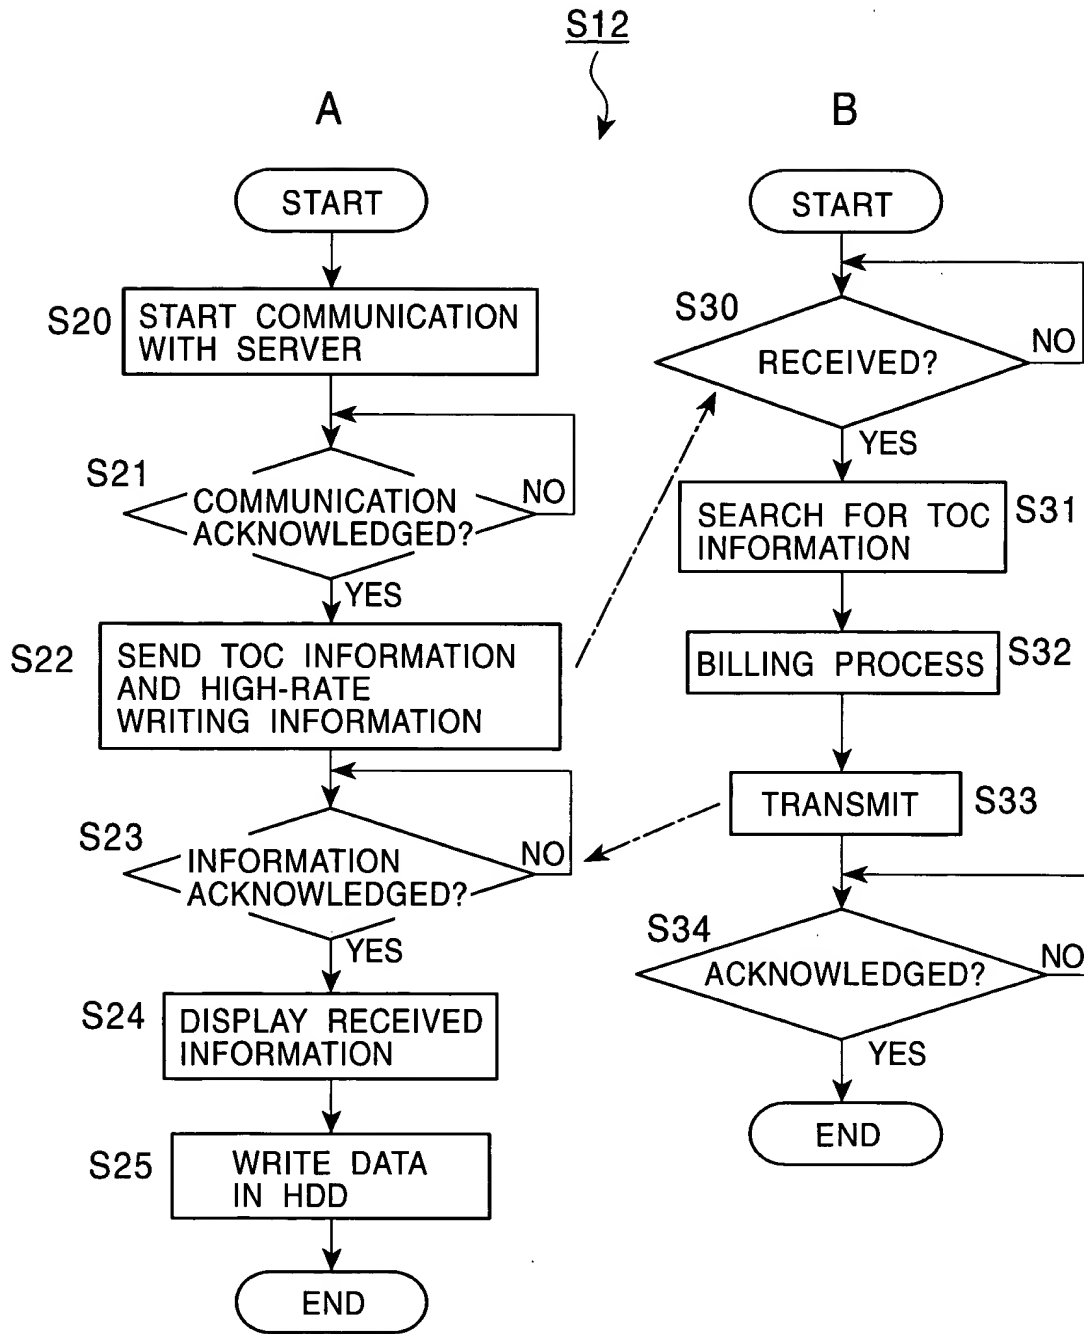 S12
A
START
S20
START COMMUNICATION
WITH SERVER
S21
COMMUNICATION
ACKNOWLEDGED?
NO
YES
S22
SEND TOC INFORMATION
AND HIGH-RATE
WRITING INFORMATION
S23
INFORMATION
ACKNOWLEDGED?
NO
YES
S24
DISPLAY RECEIVED
INFORMATION
S25
WRITE DATA
IN HDD
END
B
START
S30
RECEIVED?
NO
YES
SEARCH FOR TOC
INFORMATION
S31
BILLING PROCESS
S32
TRANSMIT
S33
S34
ACKNOWLEDGED?
NO
YES
END